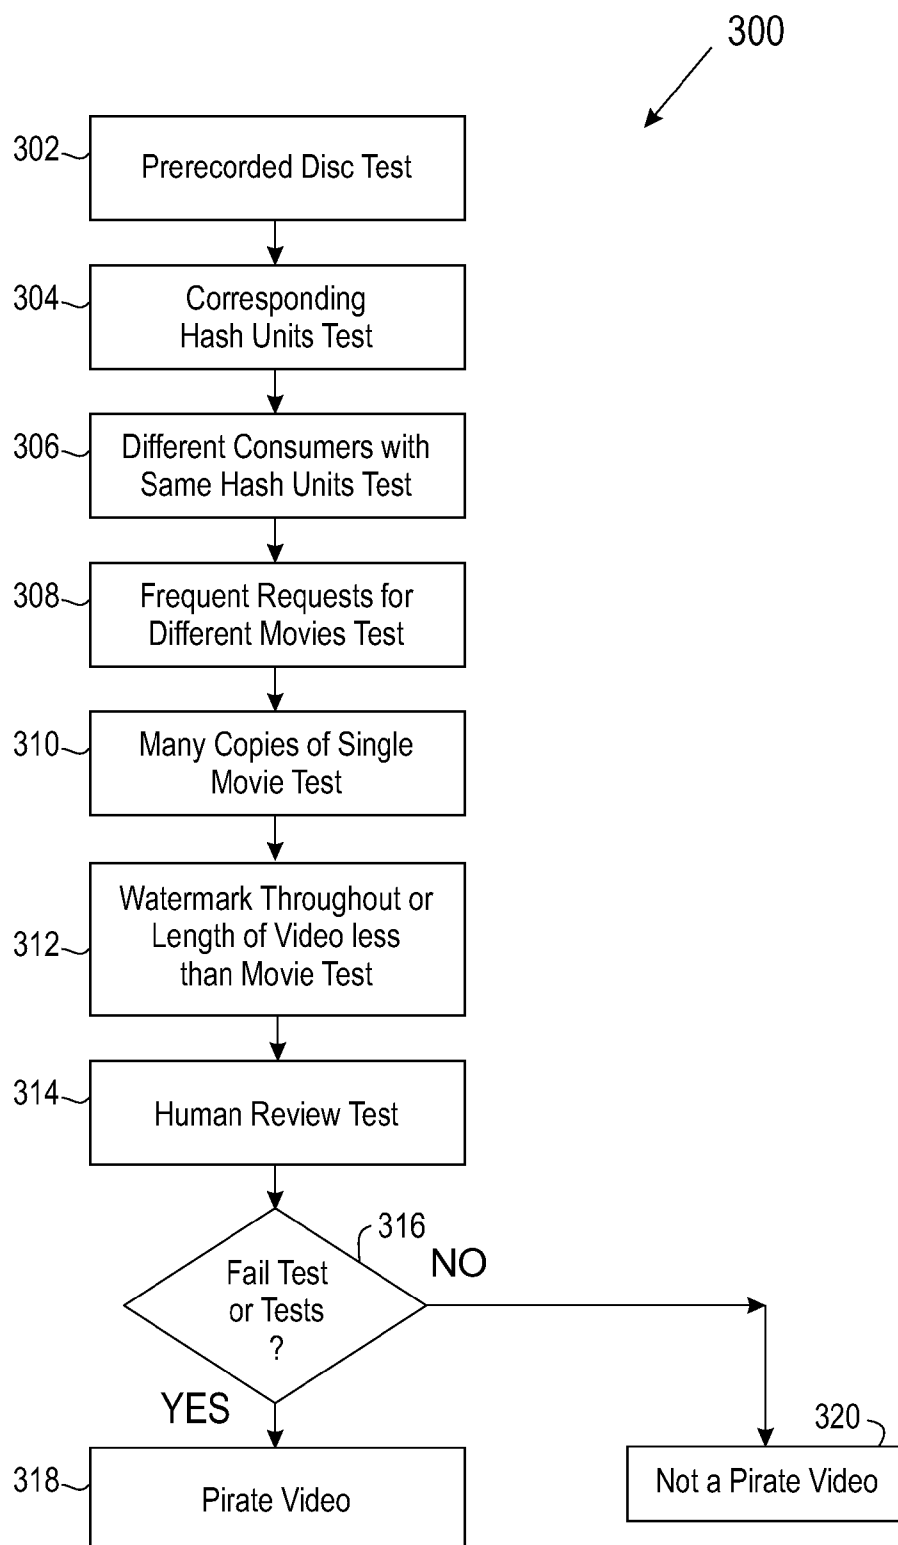 300
302
Prerecorded Disc Test
304
Corresponding
Hash Units Test
306
Different Consumers with
Same Hash Units Test
308
Frequent Requests for
Different Movies Test
310
Many Copies of Single
Movie Test
312
Watermark Throughout or
Length of Video less
than Movie Test
314
Human Review Test
316
Fail Test
or Tests
?
NO
YES
318
Pirate Video
320
Not a Pirate Video